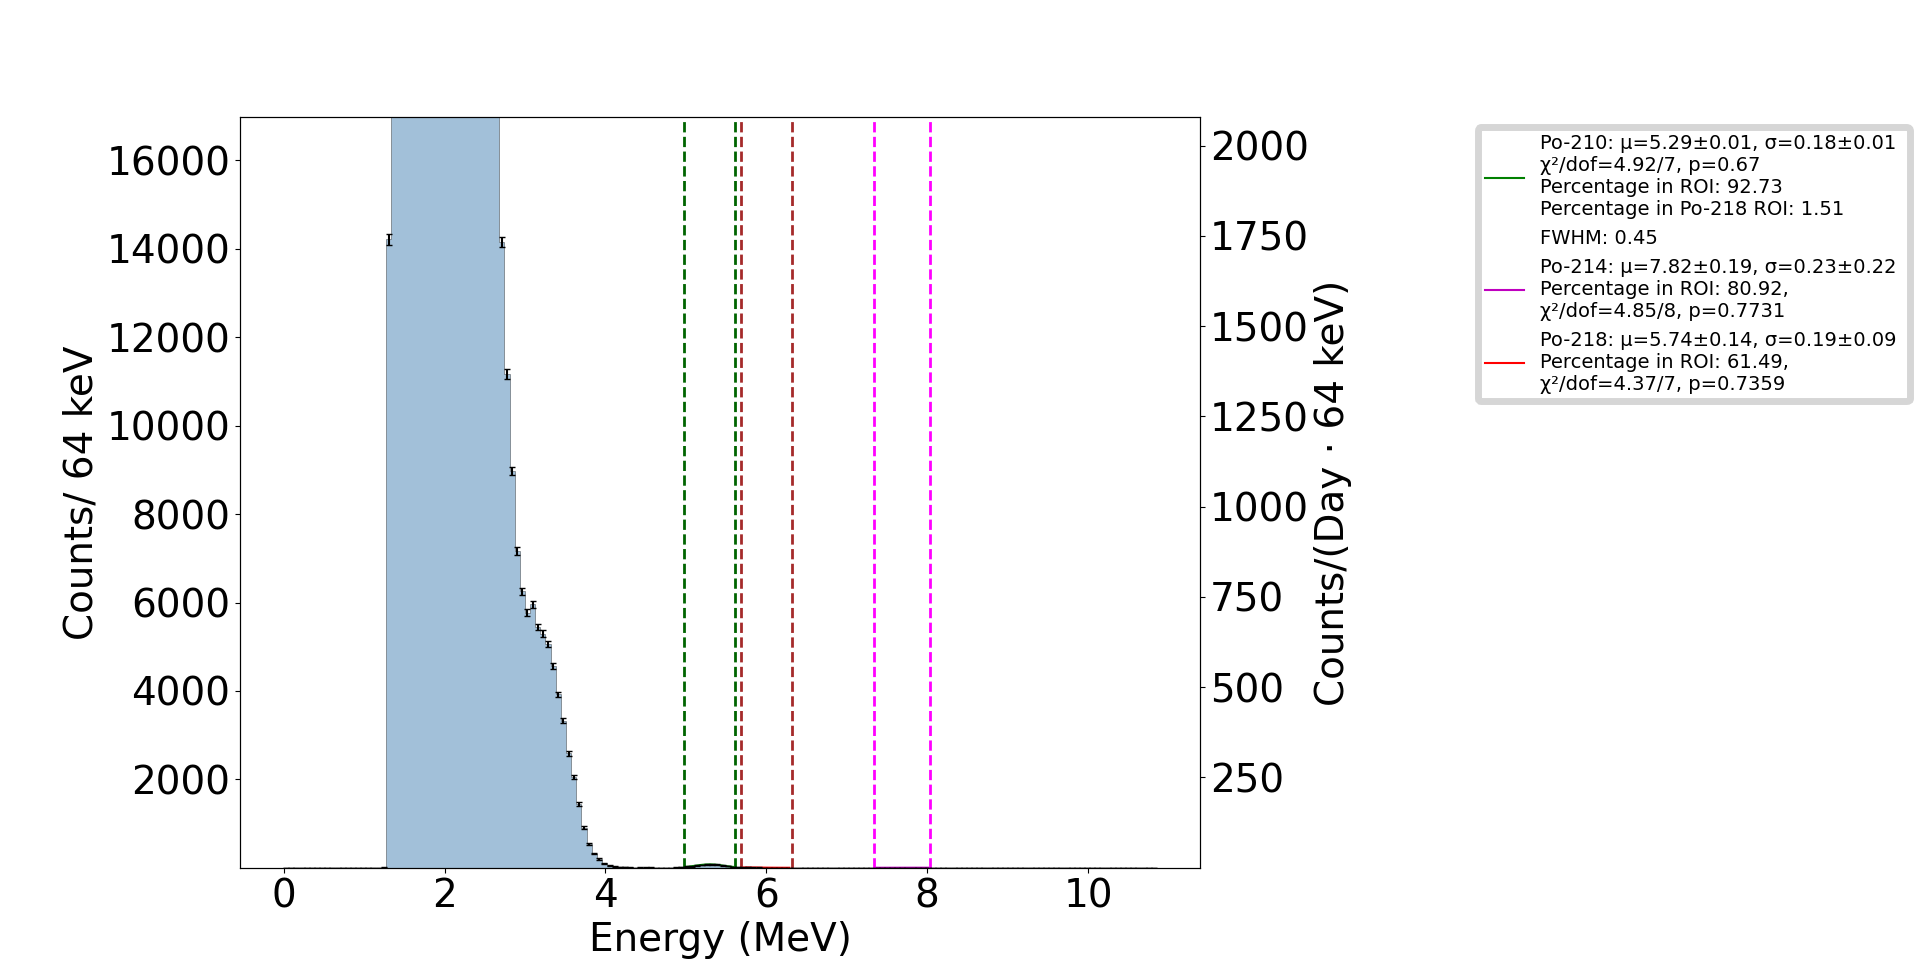 16000
14000
12000
10000
8000
6000
4000
2000
Counts/ 64 keV
0
2
4
6
8
10
Energy (MeV)
2000
1750
1500
1250
1000
750
500
250
Counts/(Day · 64 keV)
Po-210: μ=5.29±0.01, σ=0.18±0.01
χ²/dof=4.92/7, p=0.67
Percentage in ROI: 92.73
Percentage in Po-218 ROI: 1.51
FWHM: 0.45
Po-214: μ=7.82±0.19, σ=0.23±0.22
Percentage in ROI: 80.92,
χ²/dof=4.85/8, p=0.7731
Po-218: μ=5.74±0.14, σ=0.19±0.09
Percentage in ROI: 61.49,
χ²/dof=4.37/7, p=0.7359